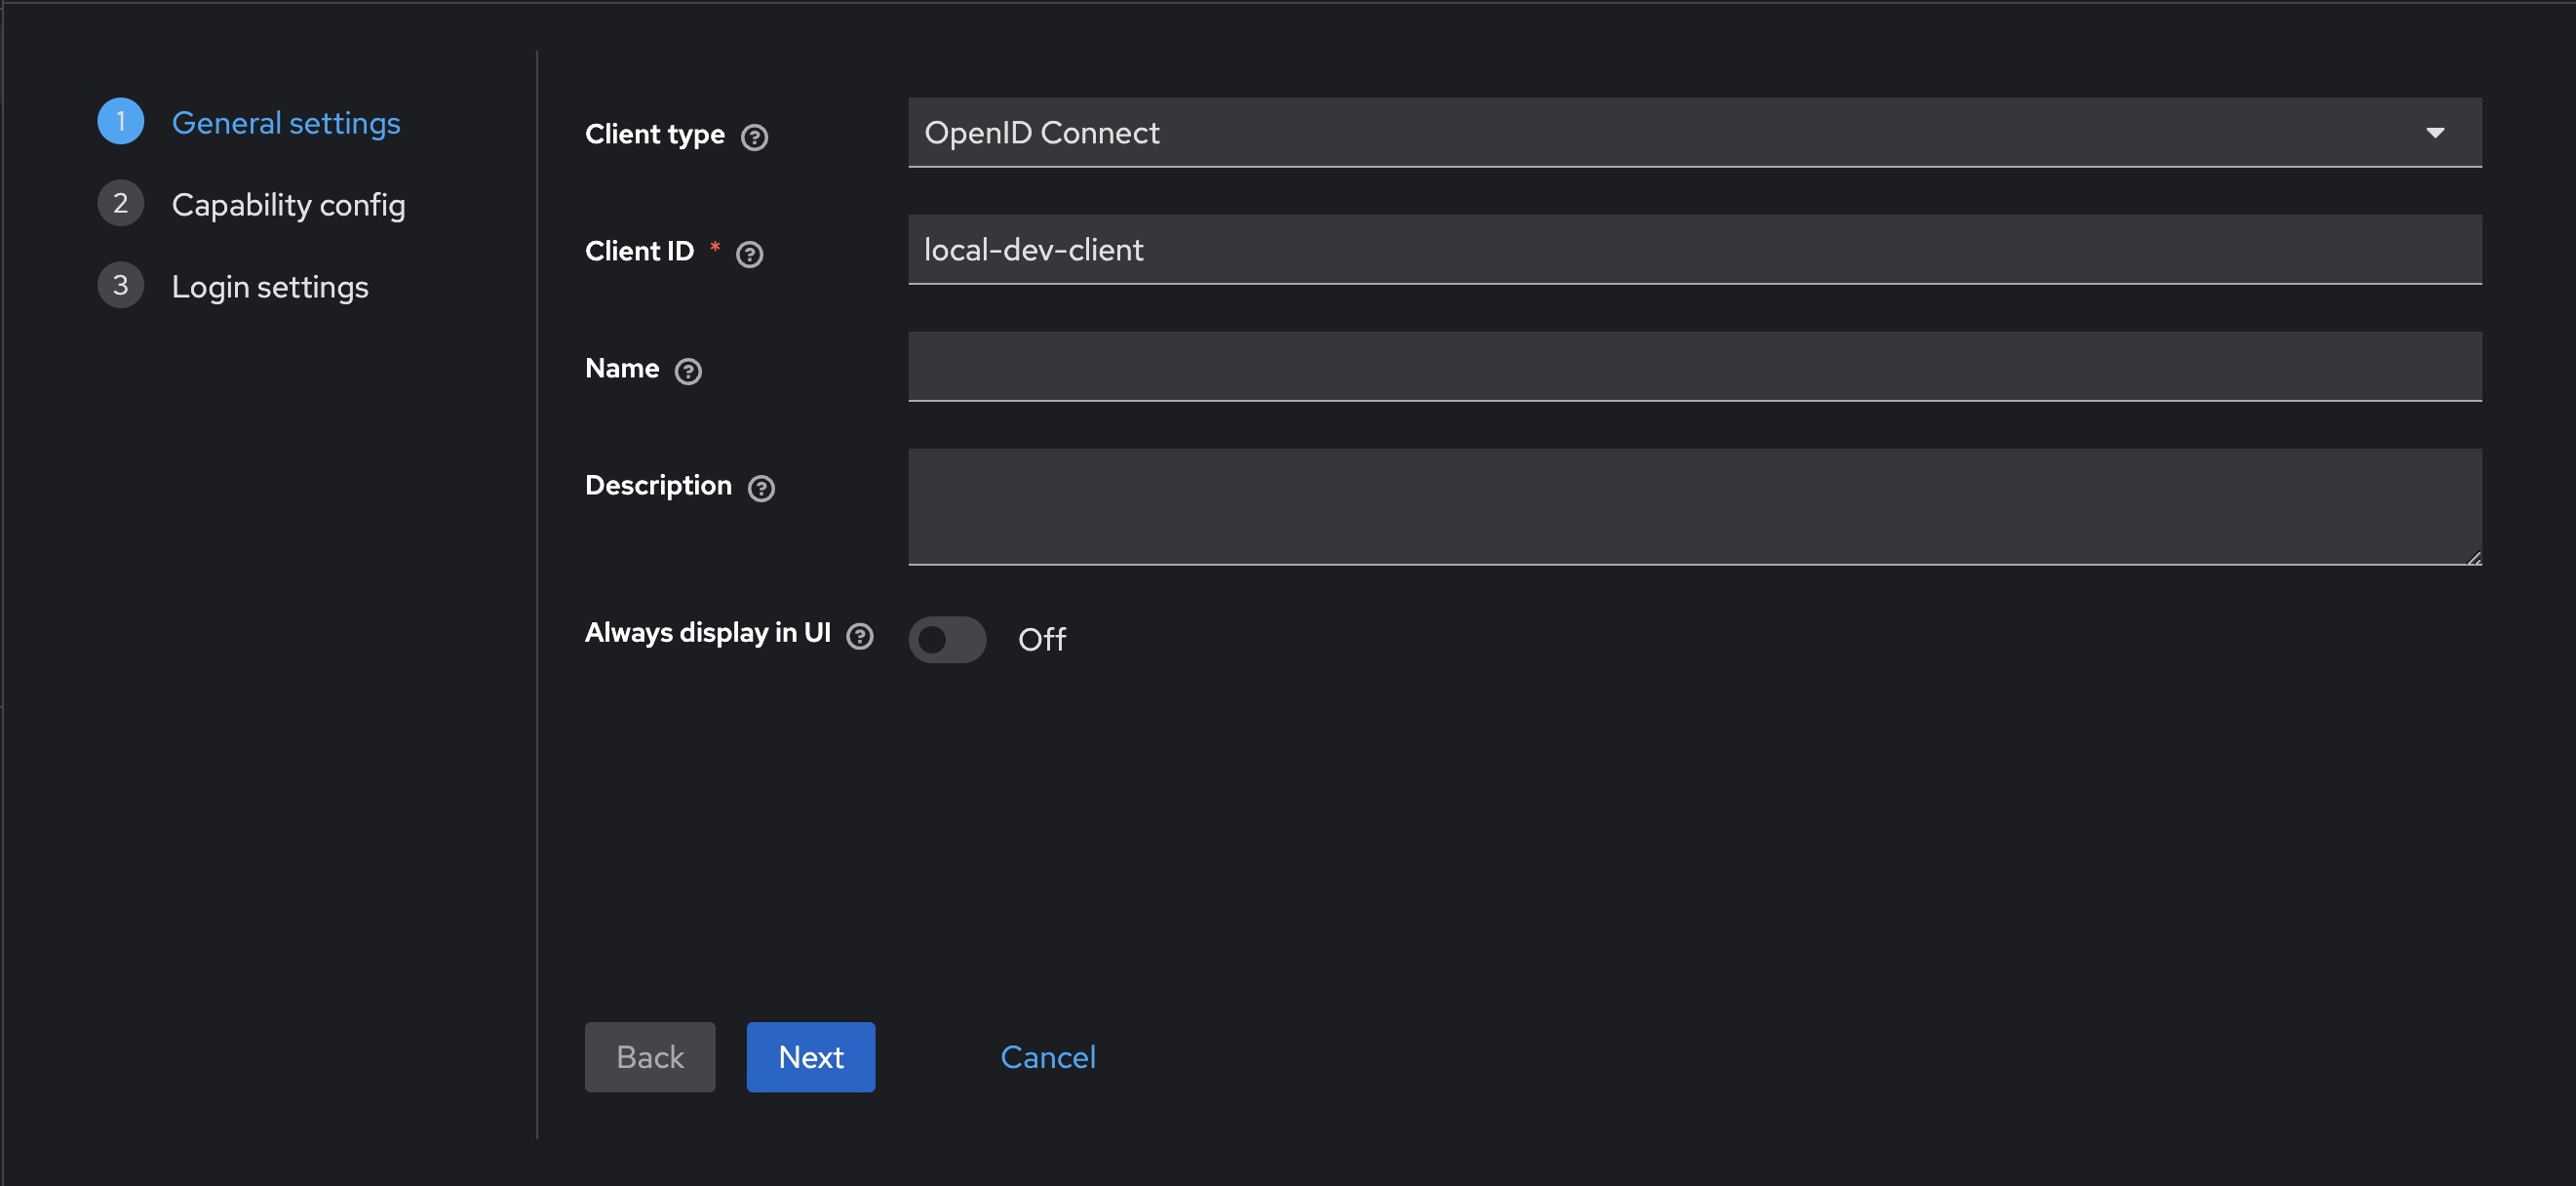 1 General settings
2 Capability config
3 Login settings
Client type ? OpenID Connect
Client ID * ? local-dev-client
Name ?
Description ?
Always display in UI ? Off
Back Next Cancel